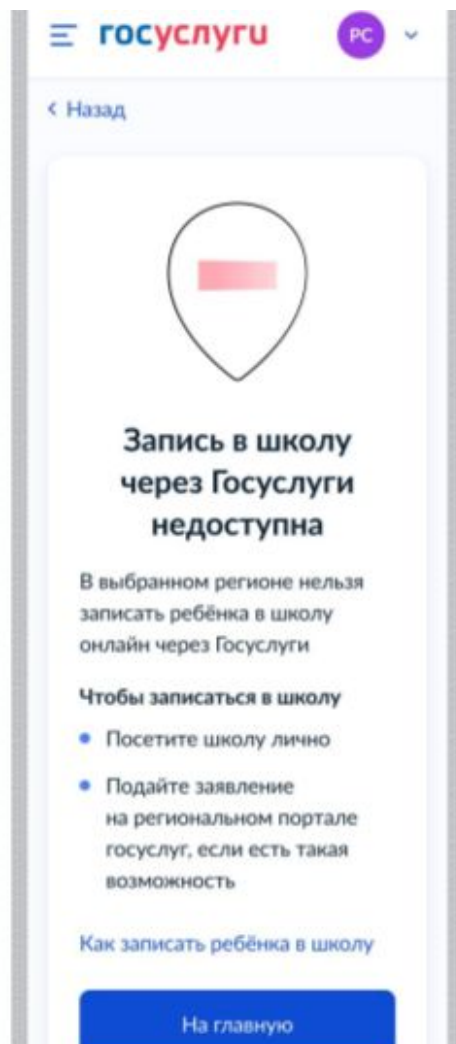 госуслуги
РС
Назад
Запись в школу
через Госуслуги
недоступна
В выбранном регионе нельзя
записать ребёнка в школу
онлайн через Госуслуги
Чтобы записаться в школу
Посетите школу лично
Подайте заявление
на региональном портале
госуслуг, если есть такая
возможность
Как записать ребёнка в школу
На главную